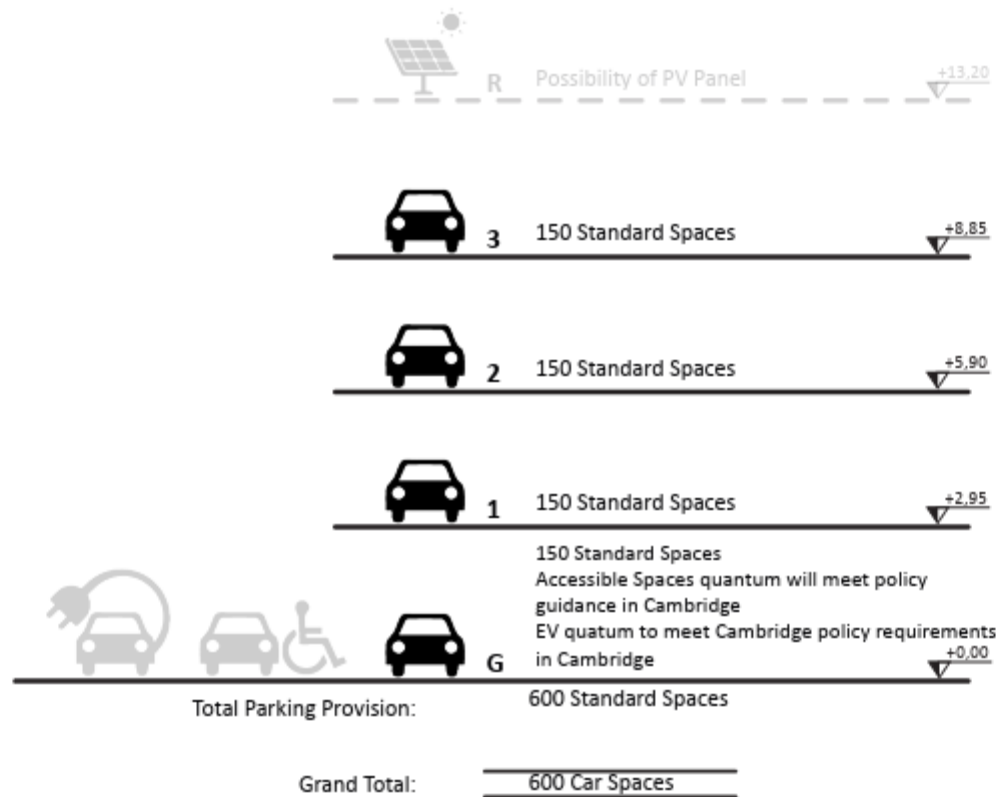 R Possibility of PV Panel +13,20
3 150 Standard Spaces +8,85
2 150 Standard Spaces +5,90
1 150 Standard Spaces +2,95
150 Standard Spaces
Accessible Spaces quantum will meet policy
guidance in Cambridge
EV quatum to meet Cambridge policy requirements
G in Cambridge +0,00
Total Parking Provision: 600 Standard Spaces
Grand Total: 600 Car Spaces